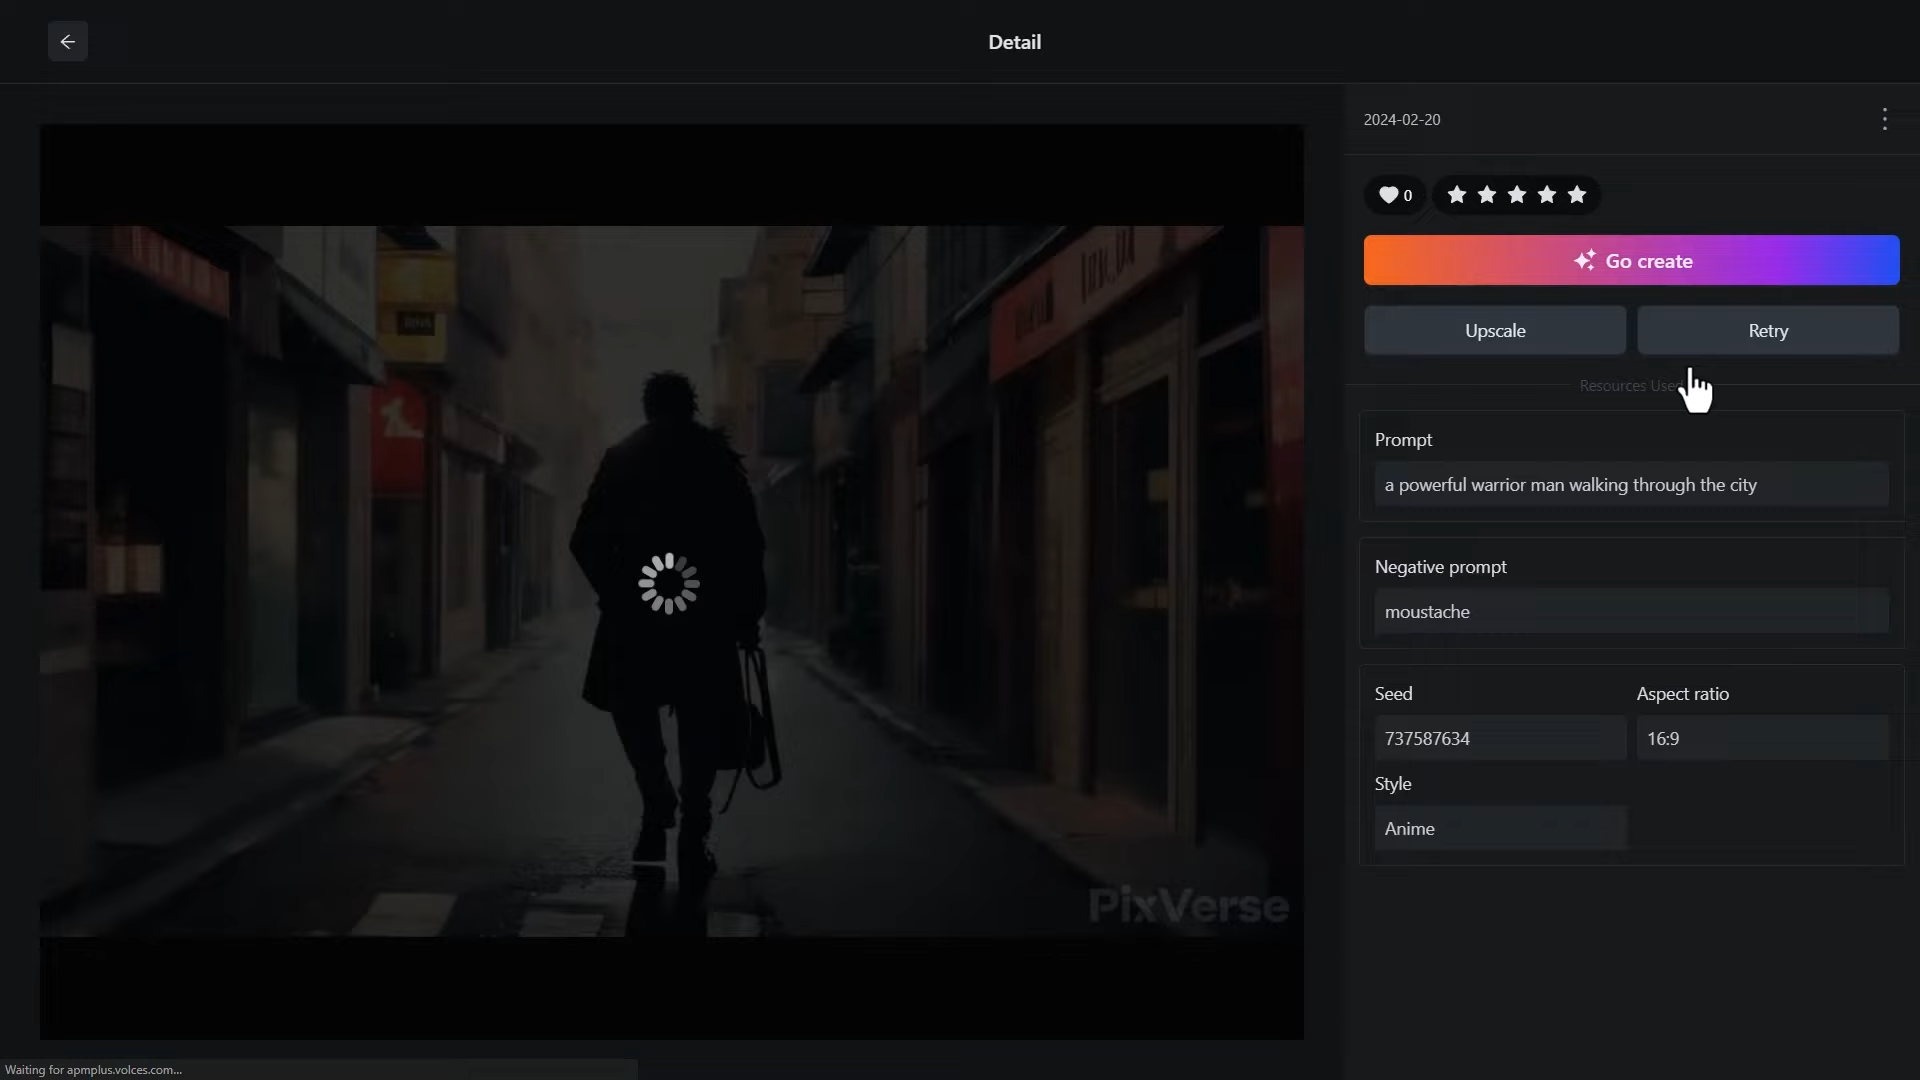 Detail
2024-02-20
0
Go create
Upscale
Retry
Resources Used
Prompt
a powerful warrior man walking through the city
Negative prompt
moustache
Seed
Aspect ratio
737587634
16:9
Style
Anime
PixVerse
Waiting for apmplus.volces.com...